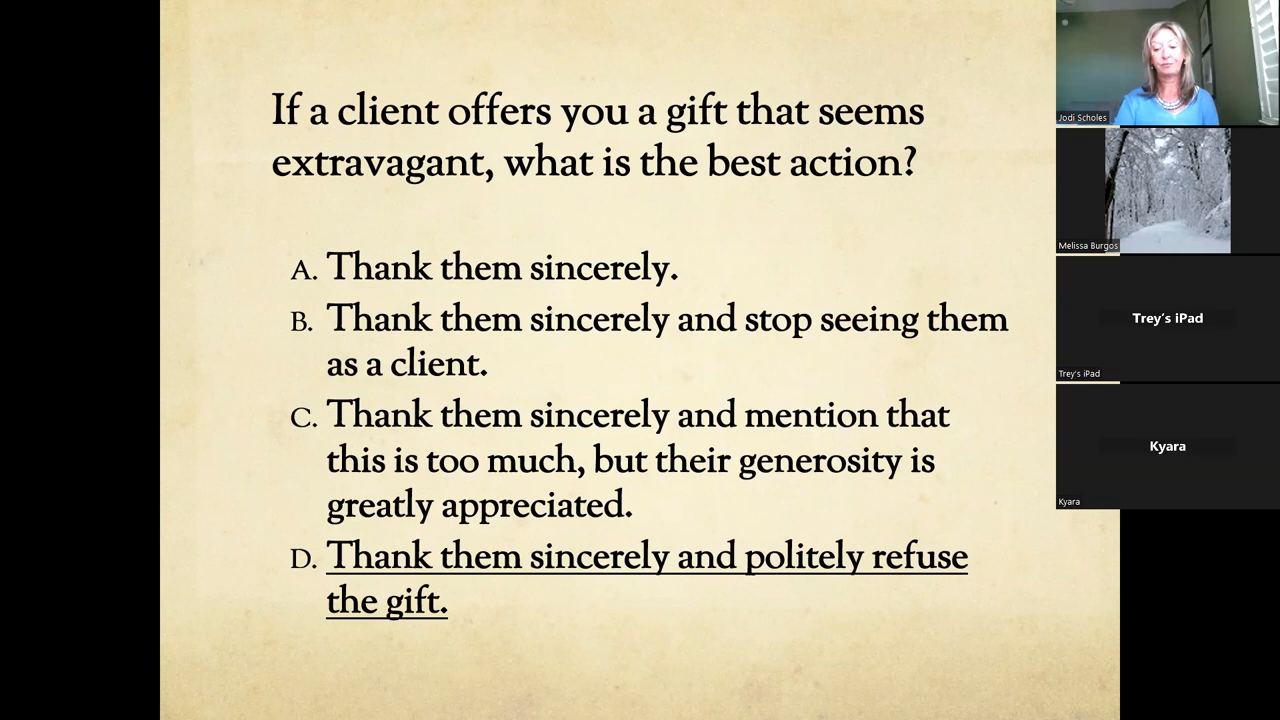 If a client offers you a gift that seems
extravagant, what is the best action?
A. Thank them sincerely.
B. Thank them sincerely and stop seeing them
as a client.
C. Thank them sincerely and mention that
this is too much, but their generosity is
greatly appreciated.
D. Thank them sincerely and politely refuse
the gift.
Jodi Scholes
Melissa Burgos
Trey's iPad
Trey's iPad
Kyara
Kyara